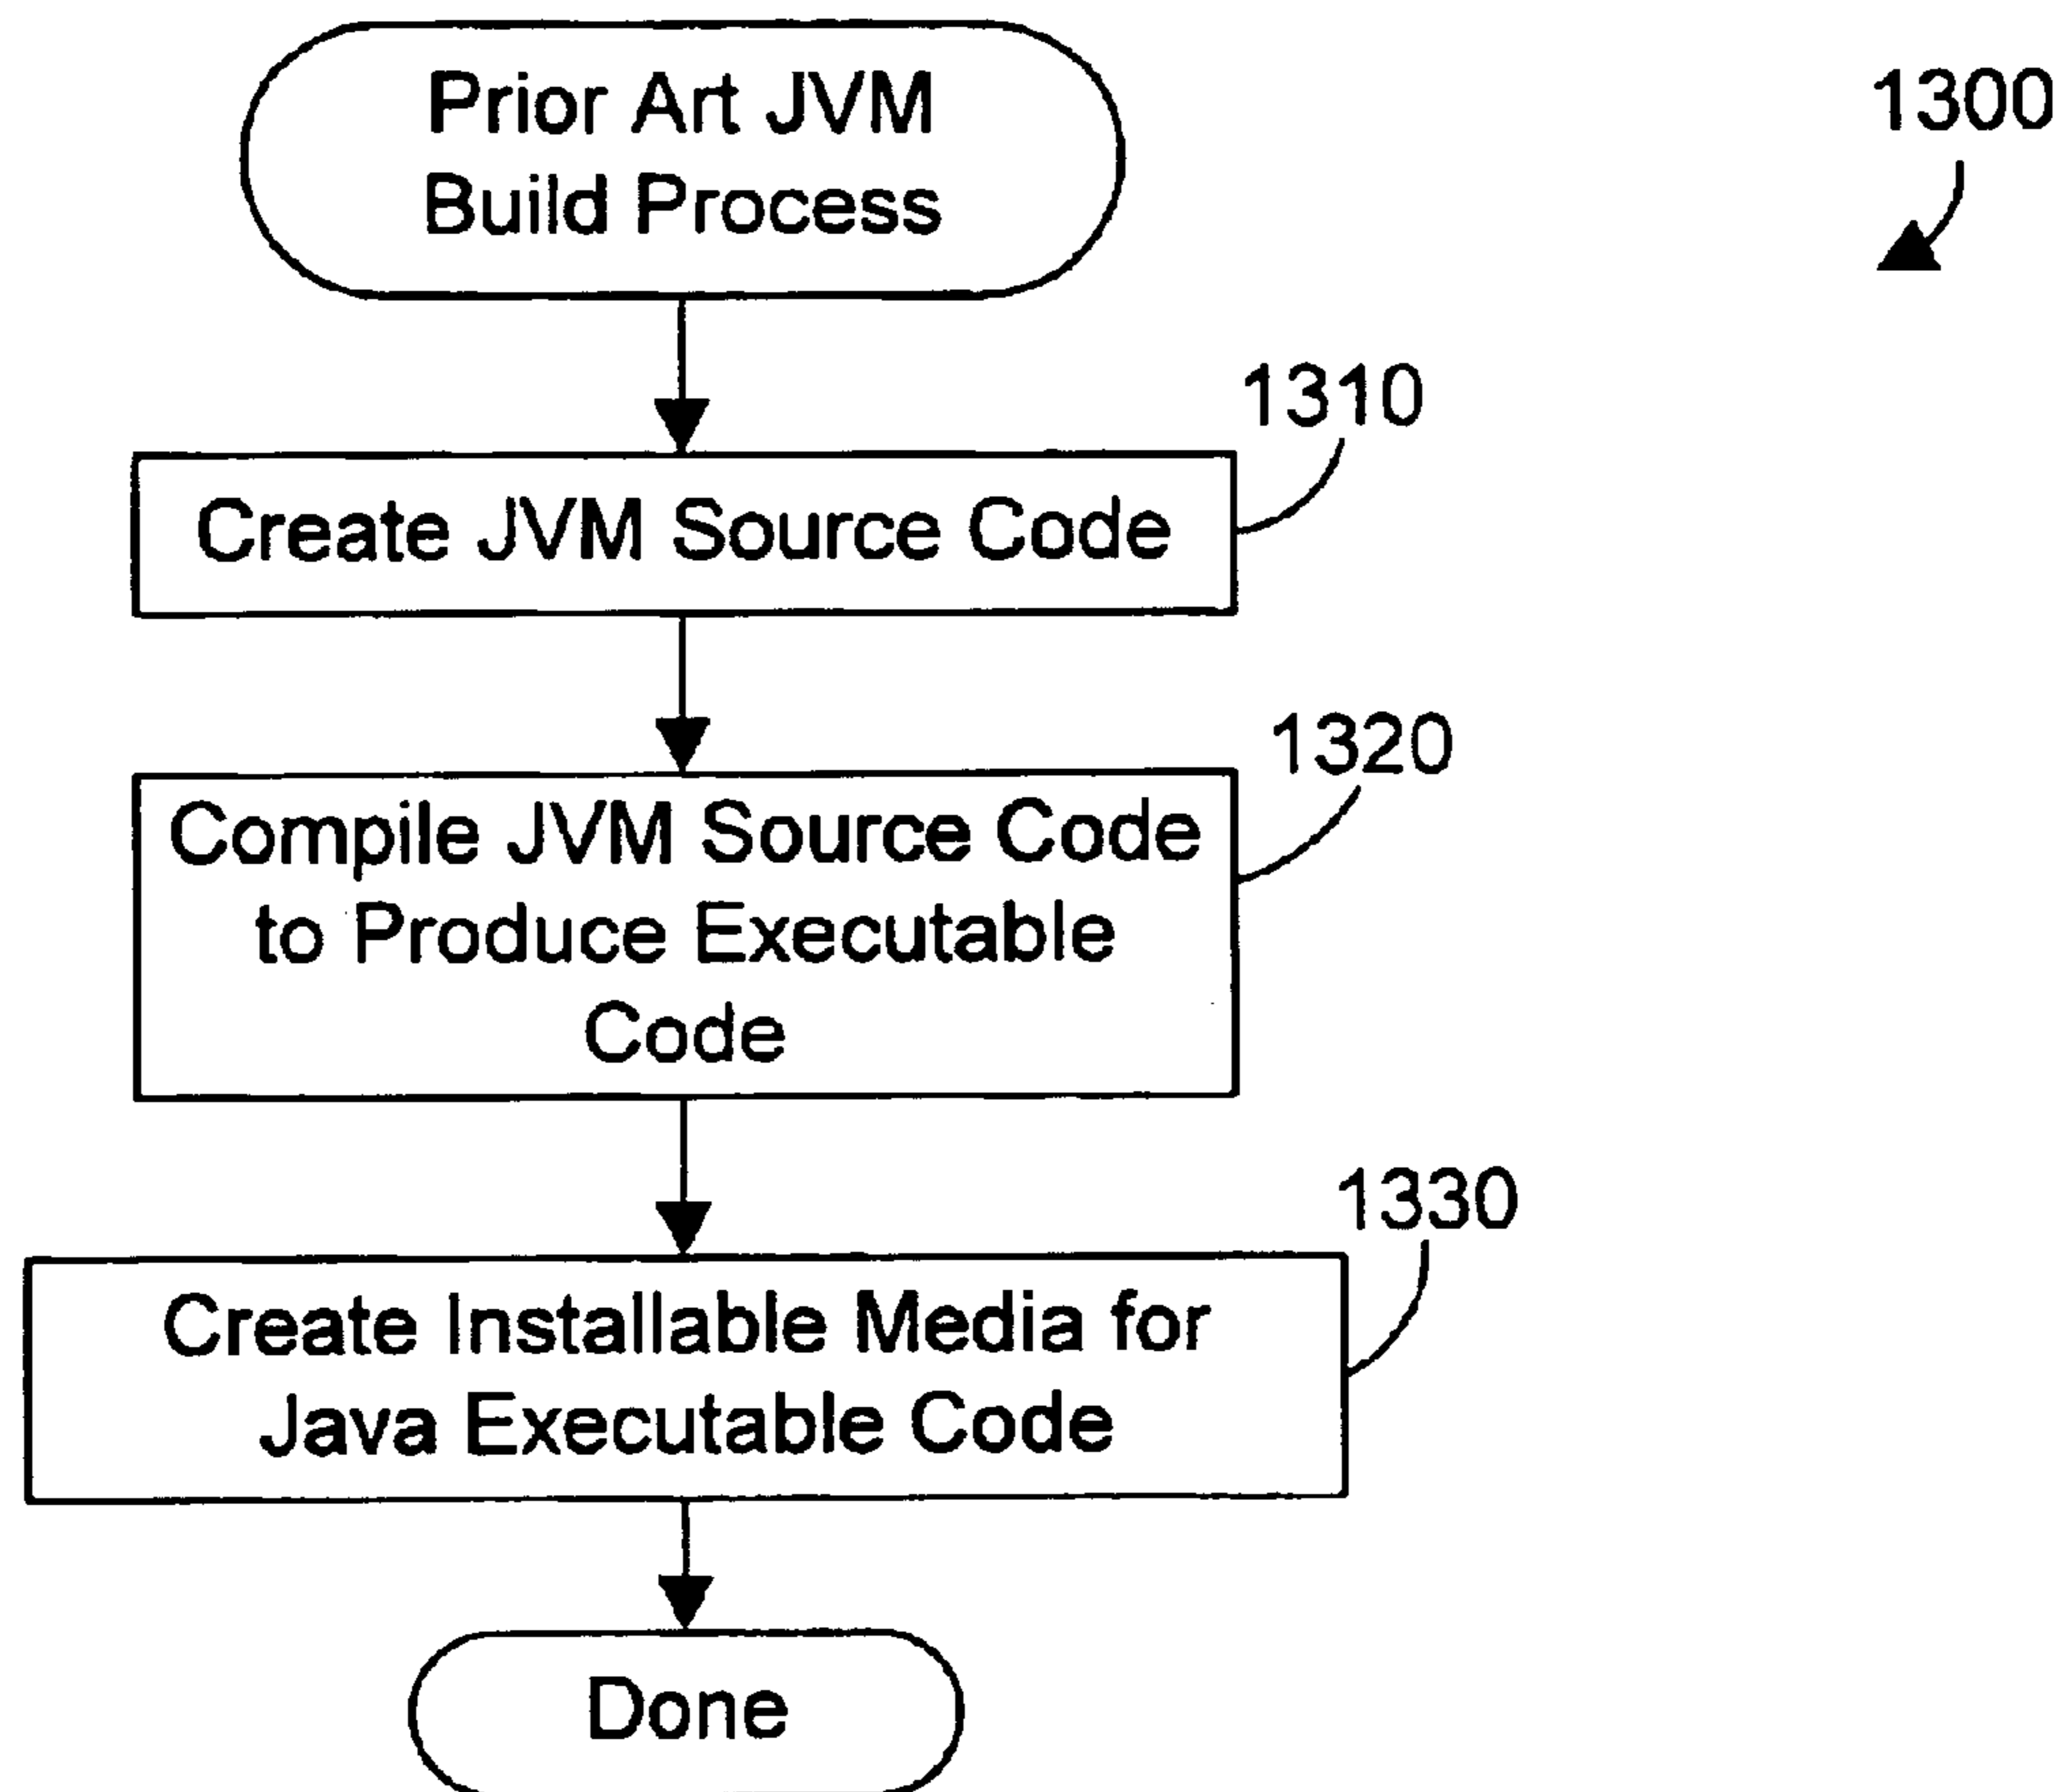 Prior Art JVM
Build Process
1300
1310
Create JVM Source Code
1320
Compile JVM Source Code
to Produce Executable
Code
1330
Create Installable Media for
Java Executable Code
Done